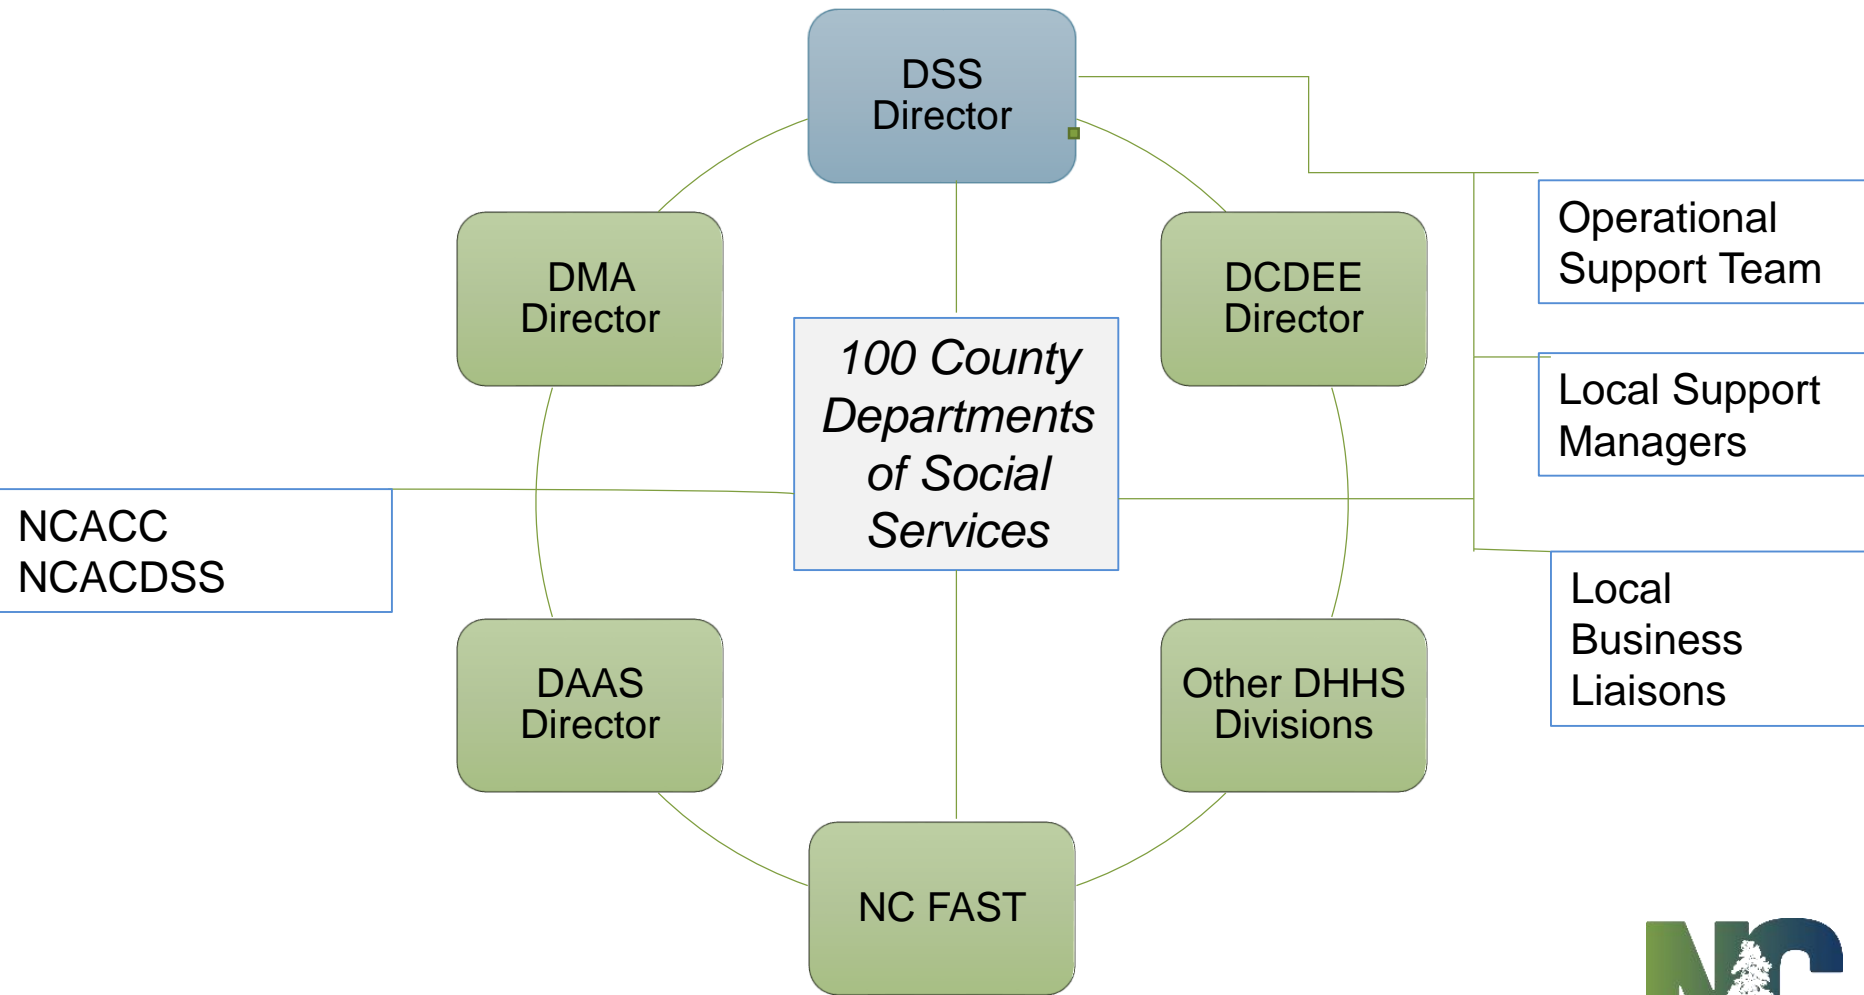 DSS
Director
DMA
Director
DCDEE
Director
100 County
Departments
of Social
Services
Operational
Support Team
Local Support
Managers
NCACC
NCACDSS
Local
Business
Liaisons
DAAS
Director
Other DHHS
Divisions
NC FAST
NC